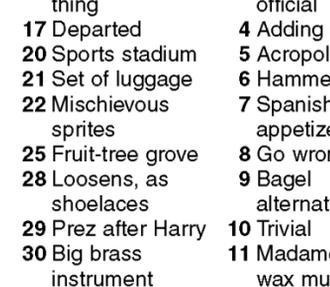 thing
17 Departed
20 Sports stadium
21 Set of luggage
22 Mischievous
sprites
25 Fruit-tree grove
28 Loosens, as
shoelaces
29 Prez after Harry
30 Big brass
instrument
official
4 Adding
5 Acropol
6 Hamme
7 Spanish
appetize
8 Go wron
9 Bagel
alternat
10 Trivial
11 Madame
wax mu